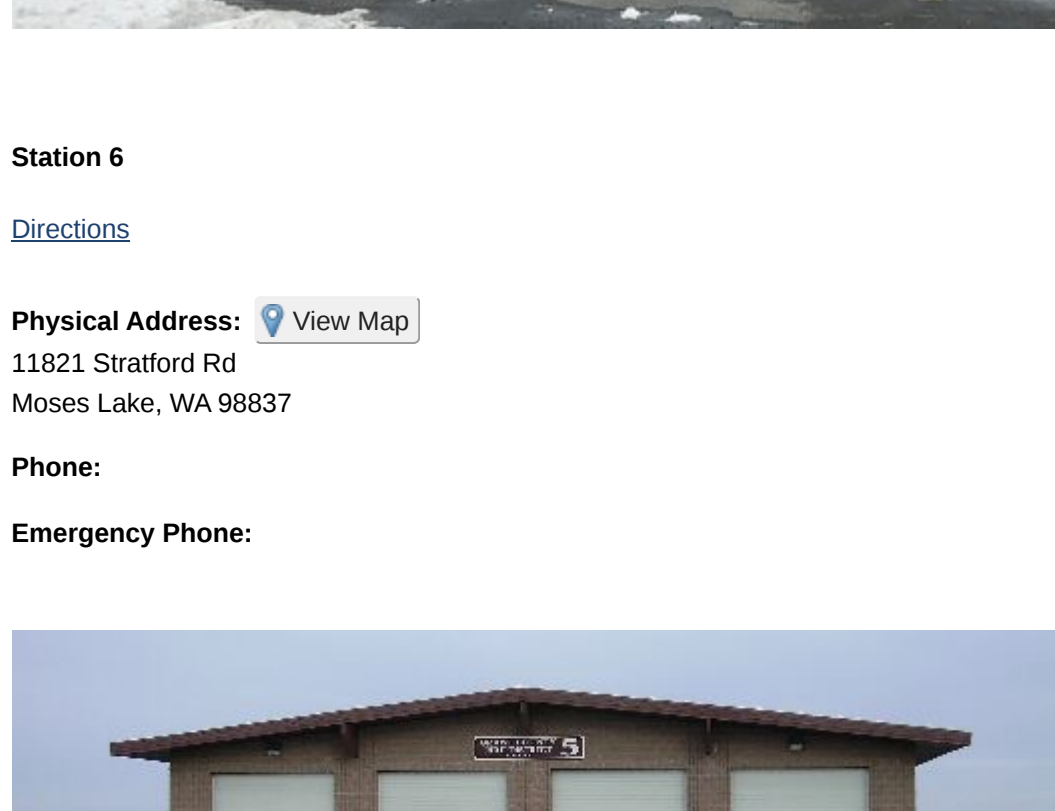 Station 6
Directions
Physical Address: View Map
11821 Stratford Rd
Moses Lake, WA 98837
Phone:
Emergency Phone:
5